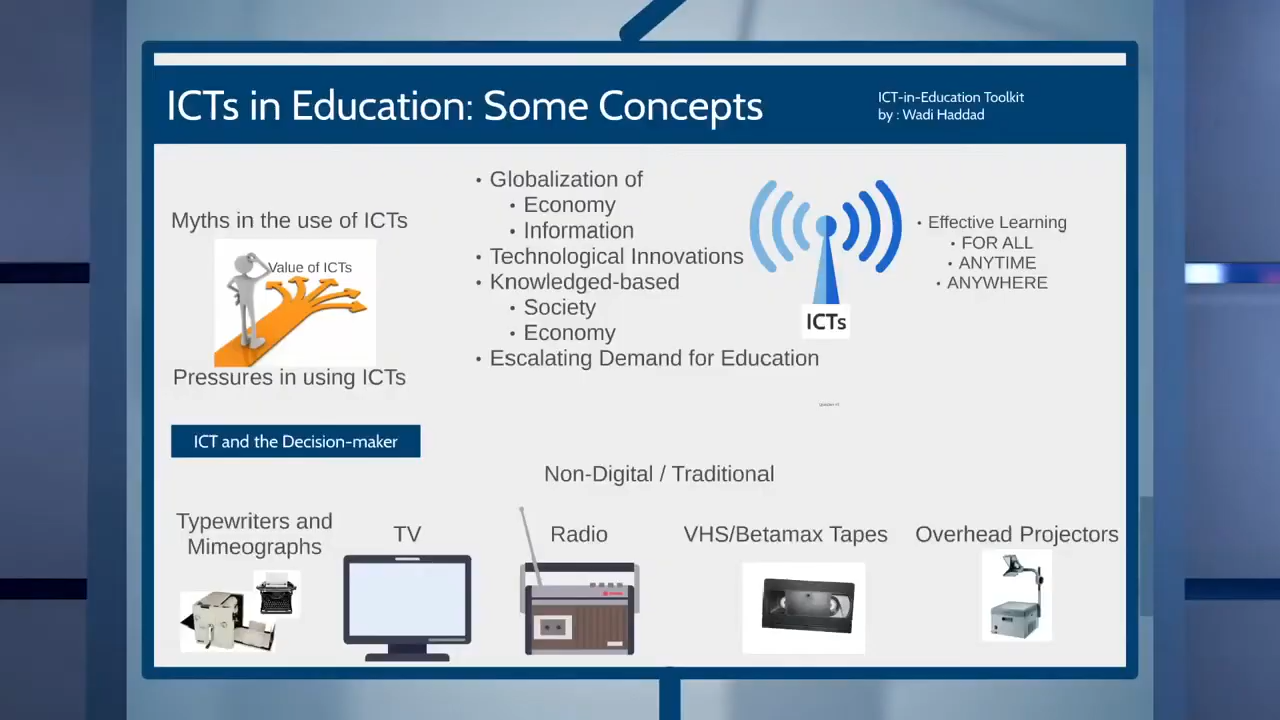 ICTs in Education: Some Concepts
ICT-in-Education Toolkit
by : Wadi Haddad
Myths in the use of ICTs
Value of ICTs
Pressures in using ICTs
• Globalization of
• Economy
• Information
• Technological Innovations
• Knowledged-based
• Society
• Economy
• Escalating Demand for Education
ICTs
• Effective Learning
• FOR ALL
• ANYTIME
• ANYWHERE
ICT and the Decision-maker
Non-Digital / Traditional
Typewriters and
Mimeographs
TV
Radio
VHS/Betamax Tapes
Overhead Projectors